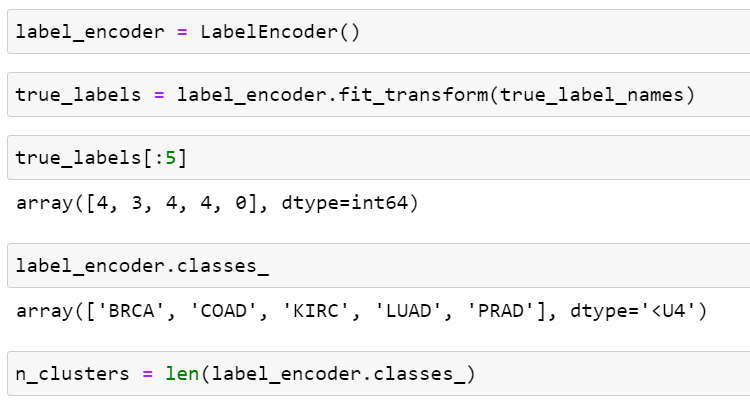 label_encoder = LabelEncoder()
true_labels = label_encoder.fit_transform(true_label_names)
true_labels[:5]
array([4, 3, 4, 4, 0], dtype=int64)
label_encoder.classes_
array(['BRCA', 'COAD', 'KIRC', 'LUAD', 'PRAD'], dtype='<U4')
n_clusters = len(label_encoder.classes_)